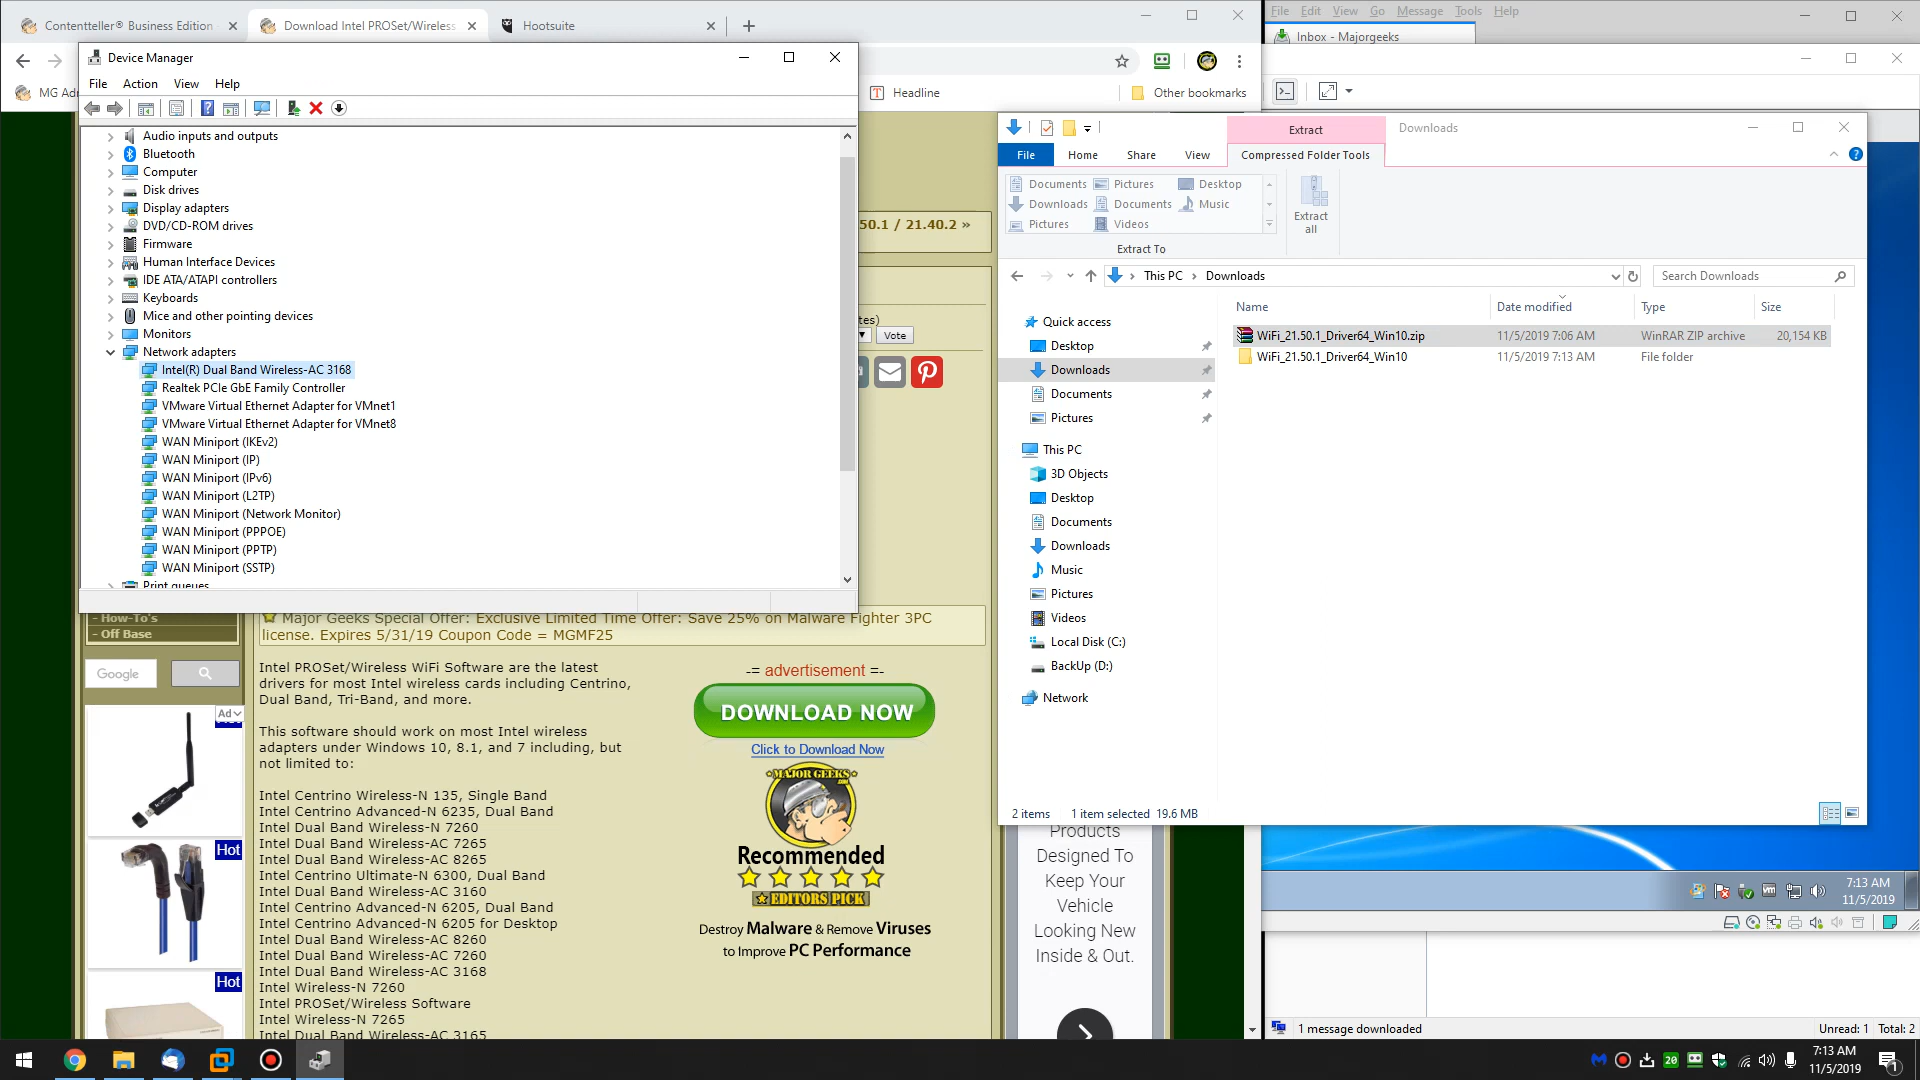 Contentteller® Business Edition
Download Intel PROSet/Wireless
Hootsuite
File Edit View Go Message Tools Help
Inbox - Majorgeeks
Device Manager
File Action View Help
MG Ad
Headline
Other bookmarks
Audio inputs and outputs
Bluetooth
Computer
Disk drives
Display adapters
DVD/CD-ROM drives
Firmware
Human Interface Devices
IDE ATA/ATAPI controllers
Keyboards
Mice and other pointing devices
Monitors
Network adapters
Intel(R) Dual Band Wireless-AC 3168
Realtek PCIe GbE Family Controller
VMware Virtual Ethernet Adapter for VMnet1
VMware Virtual Ethernet Adapter for VMnet8
WAN Miniport (IKEv2)
WAN Miniport (IP)
WAN Miniport (IPv6)
WAN Miniport (L2TP)
WAN Miniport (Network Monitor)
WAN Miniport (PPPOE)
WAN Miniport (PPTP)
WAN Miniport (SSTP)
Print queues
50.1 / 21.40.2 »
tes)
Vote
Extract
Downloads
File Home Share View Compressed Folder Tools
Documents Pictures Desktop
Downloads Documents Music
Pictures Videos
Extract
all
Extract To
This PC › Downloads
Search Downloads
Name Date modified Type Size
WiFi_21.50.1_Driver64_Win10.zip 11/5/2019 7:06 AM WinRAR ZIP archive 20,154 KB
WiFi_21.50.1_Driver64_Win10 11/5/2019 7:13 AM File folder
Quick access
Desktop
Downloads
Documents
Pictures
This PC
3D Objects
Desktop
Documents
Downloads
Music
Pictures
Videos
Local Disk (C:)
BackUp (D:)
Network
2 items 1 item selected 19.6 MB
- How-To's
- Off Base
Google
Ad
Hot
Hot
Major Geeks Special Offer: Exclusive Limited Time Offer: Save 25% on Malware Fighter 3PC
license. Expires 5/31/19 Coupon Code = MGMF25
Intel PROSet/Wireless WiFi Software are the latest
drivers for most Intel wireless cards including Centrino,
Dual Band, Tri-Band, and more.
This software should work on most Intel wireless
adapters under Windows 10, 8.1, and 7 including, but
not limited to:
Intel Centrino Wireless-N 135, Single Band
Intel Centrino Advanced-N 6235, Dual Band
Intel Dual Band Wireless-N 7260
Intel Dual Band Wireless-AC 7265
Intel Dual Band Wireless-AC 8265
Intel Centrino Ultimate-N 6300, Dual Band
Intel Dual Band Wireless-AC 3160
Intel Centrino Advanced-N 6205, Dual Band
Intel Centrino Advanced-N 6205 for Desktop
Intel Dual Band Wireless-AC 8260
Intel Dual Band Wireless-AC 7260
Intel Dual Band Wireless-AC 3168
Intel Wireless-N 7260
Intel PROSet/Wireless Software
Intel Wireless-N 7265
Intel Dual Band Wireless-AC 3165
-= advertisement =-
DOWNLOAD NOW
Click to Download Now
MAJOR GEEKS
.COM
Recommended
EDITORS PICK
Destroy Malware & Remove Viruses
to Improve PC Performance
Products
Designed To
Keep Your
Vehicle
Looking New
Inside & Out.
7:13 AM
11/5/2019
1 message downloaded
Unread: 1 Total: 2
20
7:13 AM
11/5/2019
1